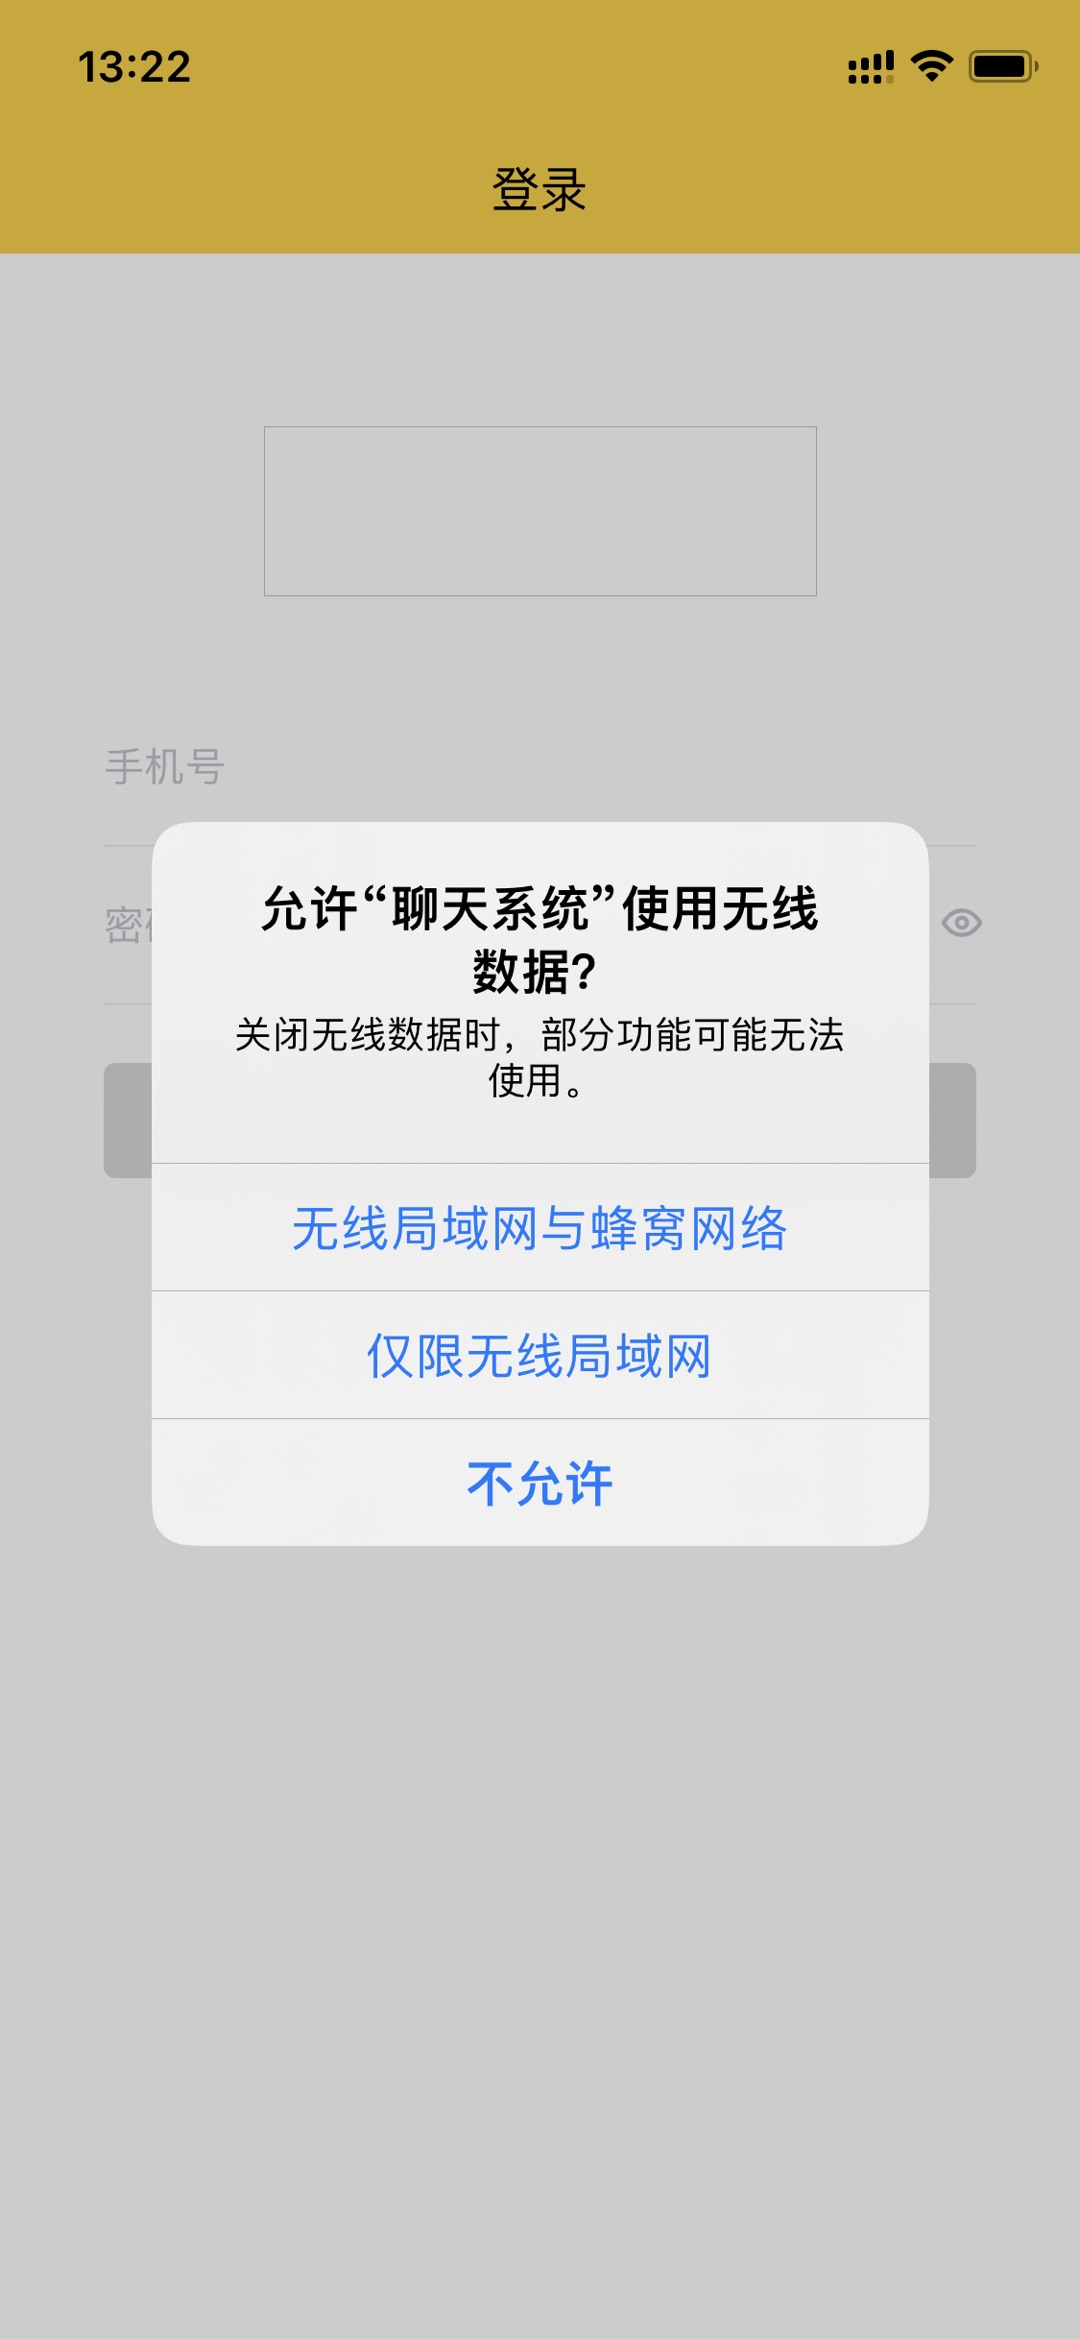 13:22
登录
手机号
密
允许“聊天系统”使用无线
数据？
关闭无线数据时，部分功能可能无法
使用。
无线局域网与蜂窝网络
仅限无线局域网
不允许